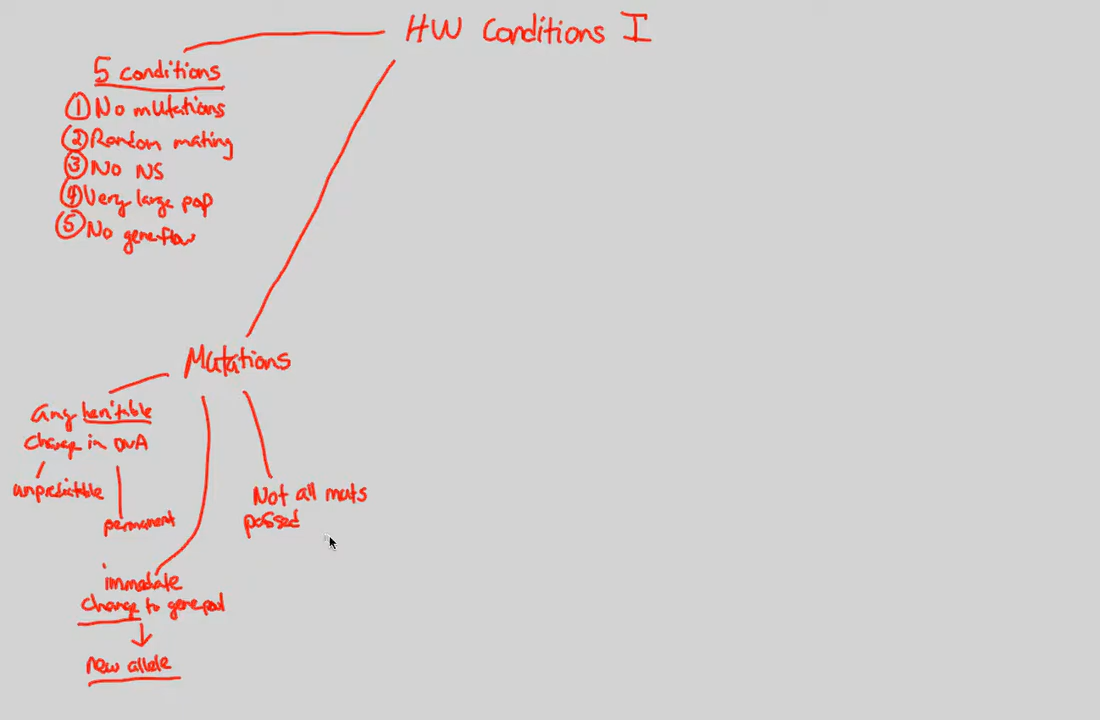 HW Conditions I
5 conditions
① No mutations
② Random mating
③ No NS
④ Very large pop
⑤ No gene flow
Mutations
any heritable
change in DNA
unpredictable
permanent
Not all muts
passed
immediate
change to genepool
new allele